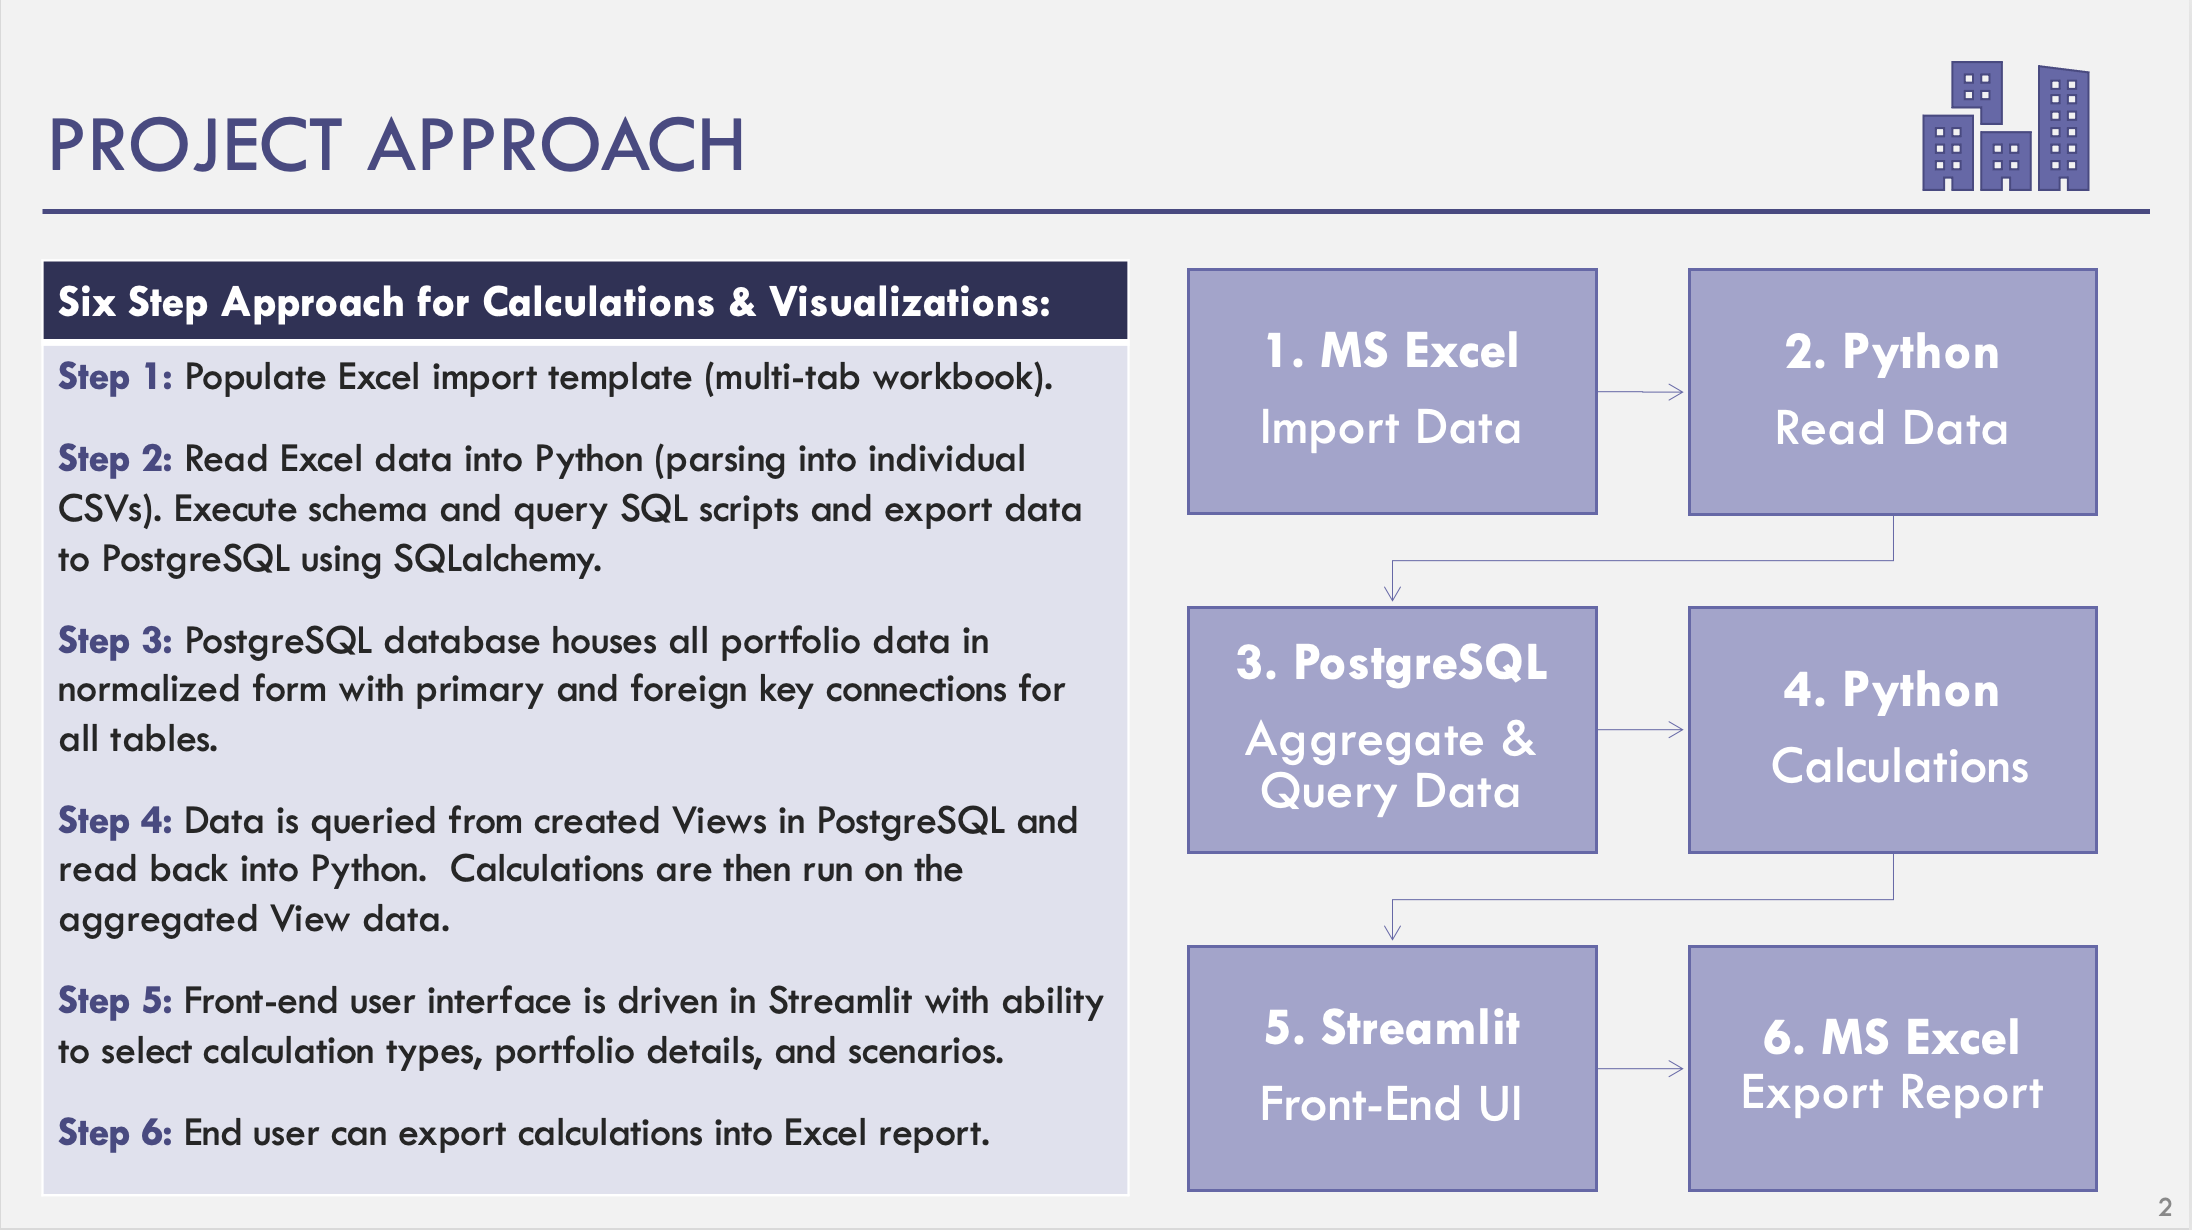 PROJECT APPROACH
Six Step Approach for Calculations & Visualizations:
Step 1: Populate Excel import template (multi-tab workbook).
Step 2: Read Excel data into Python (parsing into individual
CSVs). Execute schema and query SQL scripts and export data
to PostgreSQL using SQLalchemy.
Step 3: PostgreSQL database houses all portfolio data in
normalized form with primary and foreign key connections for
all tables.
Step 4: Data is queried from created Views in PostgreSQL and
read back into Python.  Calculations are then run on the
aggregated View data.
Step 5: Front-end user interface is driven in Streamlit with ability
to select calculation types, portfolio details, and scenarios.
Step 6: End user can export calculations into Excel report.
1. MS Excel
Import Data
2. Python
Read Data
3. PostgreSQL
Aggregate &
Query Data
4. Python
Calculations
5. Streamlit
Front-End UI
6. MS Excel
Export Report
2